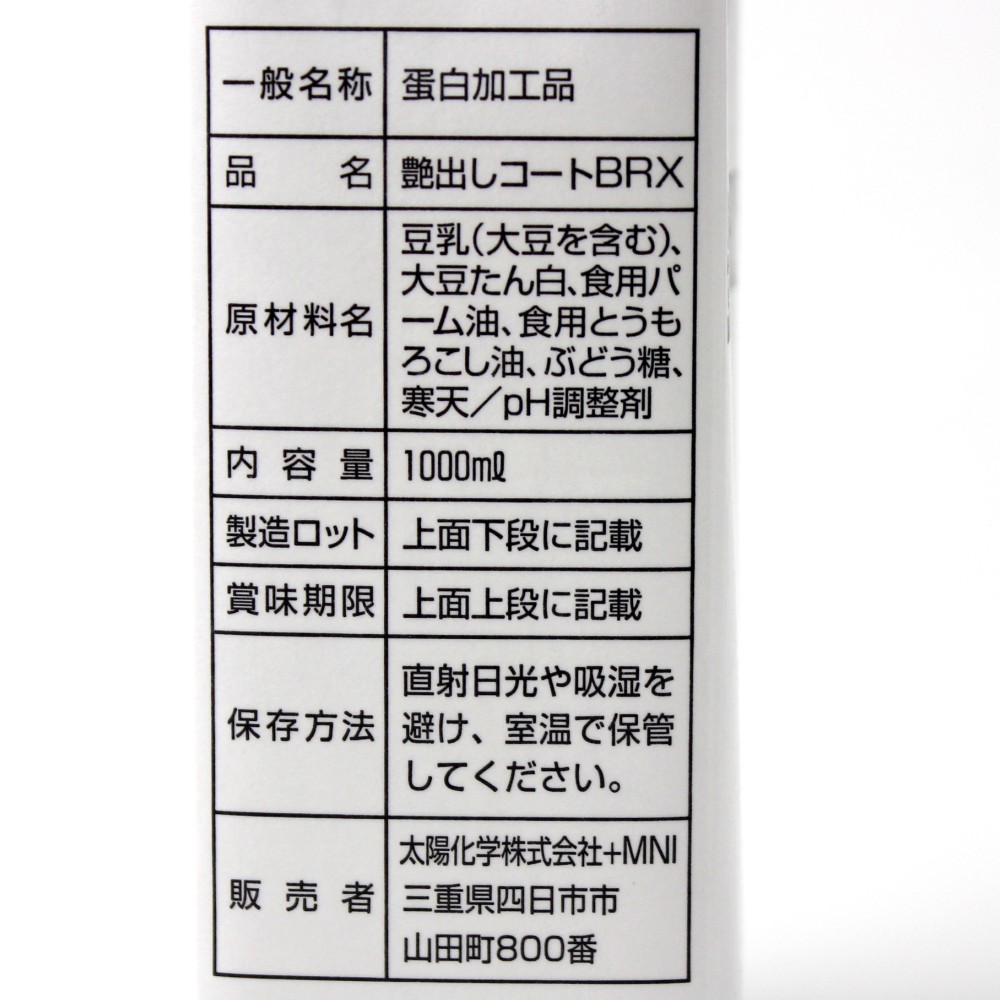 一般名称 蛋白加工品
品名 艶出しコートBRX
原材料名 豆乳(大豆を含む)、
大豆たん白、食用パ
ーム油、食用とうも
ろこし油、ぶどう糖、
寒天／pH調整剤
内容量 1000mℓ
製造ロット 上面下段に記載
賞味期限 上面上段に記載
保存方法 直射日光や吸湿を
避け、室温で保管
してください。
販売者 太陽化学株式会社+MNI
三重県四日市市
山田町800番